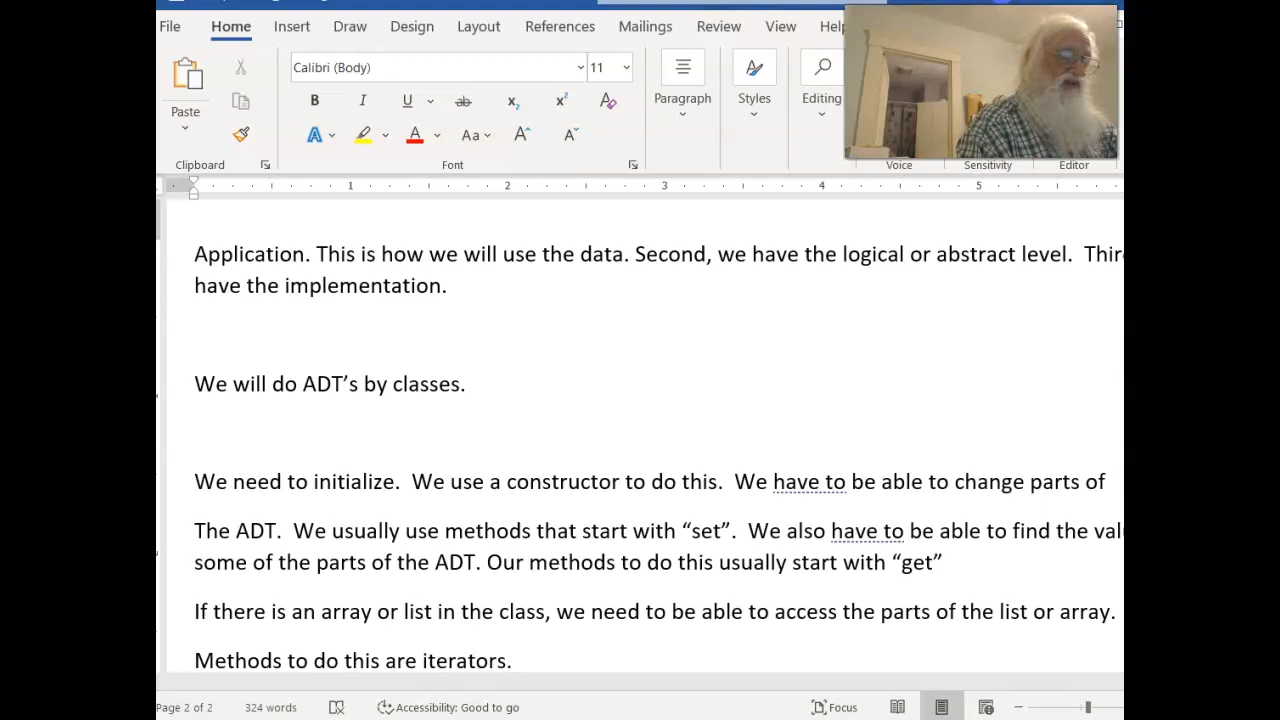 File Home Insert Draw Design Layout References Mailings Review View Help
Calibri (Body) 11
Paste Paragraph Styles Editing
Clipboard Font Voice Sensitivity Editor
1 2 3 4 5
Application. This is how we will use the data. Second, we have the logical or abstract level.
have the implementation.
We will do ADT’s by classes.
We need to initialize. We use a constructor to do this. We have to be able to change parts of
The ADT. We usually use methods that start with “set”. We also have to be able to find the
some of the parts of the ADT. Our methods to do this usually start with “get”
If there is an array or list in the class, we need to be able to access the parts of the list or array.
Methods to do this are iterators.
Page 2 of 2 324 words Accessibility: Good to go Focus